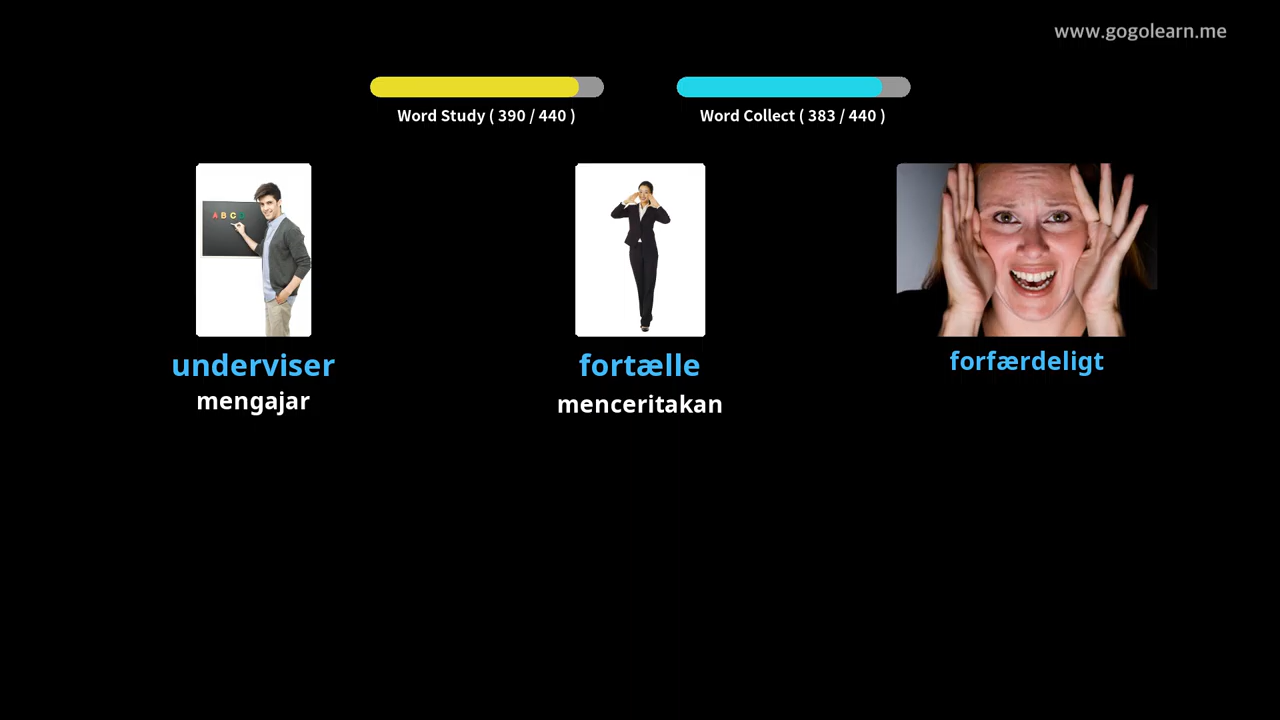 www.gogolearn.me
Word Study ( 390 / 440 )
Word Collect ( 383 / 440 )
A B C
underviser
mengajar
fortælle
menceritakan
forfærdeligt